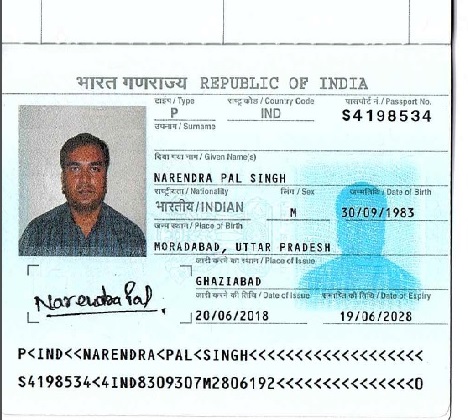 भारत गणराज्य REPUBLIC OF INDIA
टाइप / Type राष्ट्र कोड / Country Code पासपोर्ट नं. / Passport No.
P IND S4198534
उपनाम / Surname
दिया गया नाम / Given Name(s)
NARENDRA PAL SINGH
राष्ट्रीयता / Nationality लिंग / Sex जन्मतिथि / Date of Birth
भारतीय/INDIAN M 30/09/1983
जन्म स्थान / Place of Birth
MORADABAD, UTTAR PRADESH
जारी करने का स्थान / Place of Issue
GHAZIABAD
जारी करने की तिथि / Date of Issue समाप्ति की तिथि / Date of Expiry
Narendra Pal.
20/06/2018 19/06/2028
P<IND<<NARENDRA<PAL<SINGH<<<<<<<<<<<<<<<<<<<
S4198534<4IND8309307M2806192<<<<<<<<<<<<<<<0